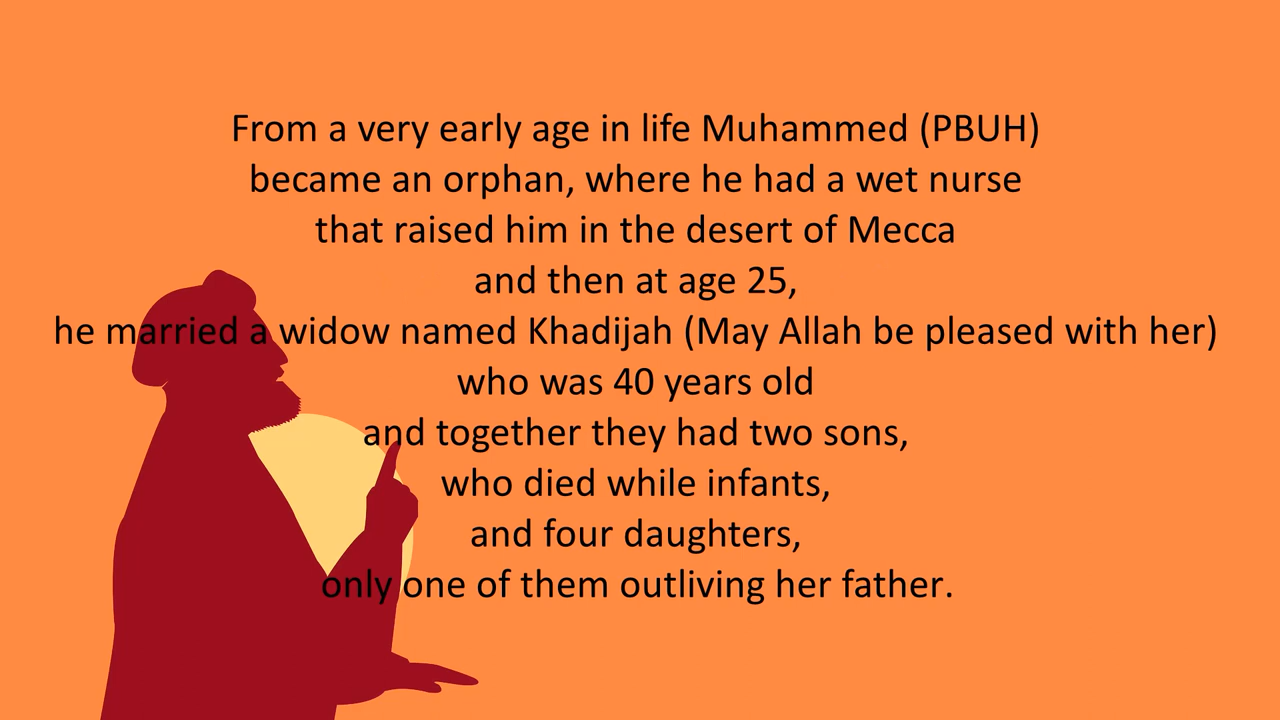 From a very early age in life Muhammed (PBUH)
became an orphan, where he had a wet nurse
that raised him in the desert of Mecca
and then at age 25,
he married a widow named Khadijah (May Allah be pleased with her)
who was 40 years old
and together they had two sons,
who died while infants,
and four daughters,
only one of them outliving her father.